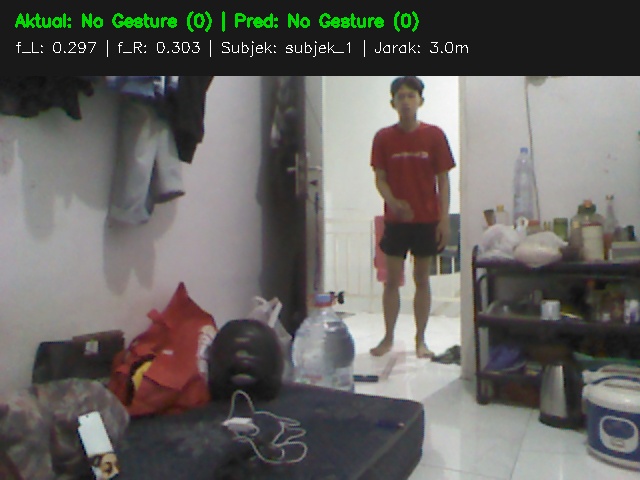 Aktual: No Gesture (0) | Pred: No Gesture (0)
f_L: 0.297 | f_R: 0.303 | Subjek: subjek_1 | Jarak: 3.0m